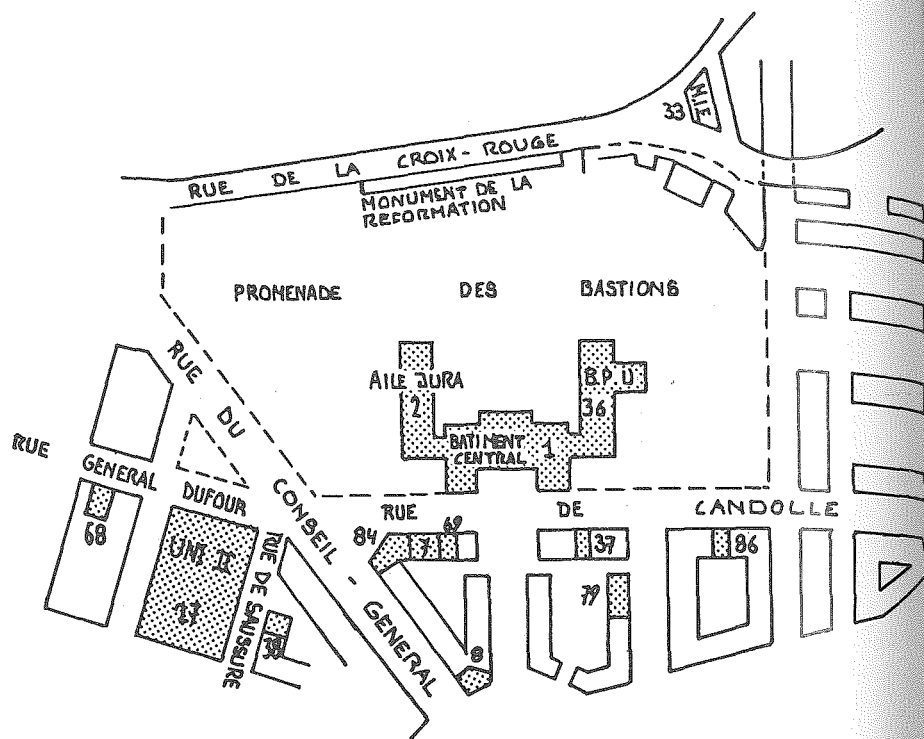 M.I.E.
33
RUE DE LA CROIX-ROUGE
MONUMENT DE LA
REFORMATION
PROMENADE DES BASTIONS
AILE JURA
2
B.P.U
36
BATIMENT
CENTRAL 1
RUE DU CONSEIL-GENERAL
RUE GENERAL DUFOUR
68
UNI II
RUE DE SAUSSURE
RUE DE CANDOLLE
84
7
69
37
86
79
8